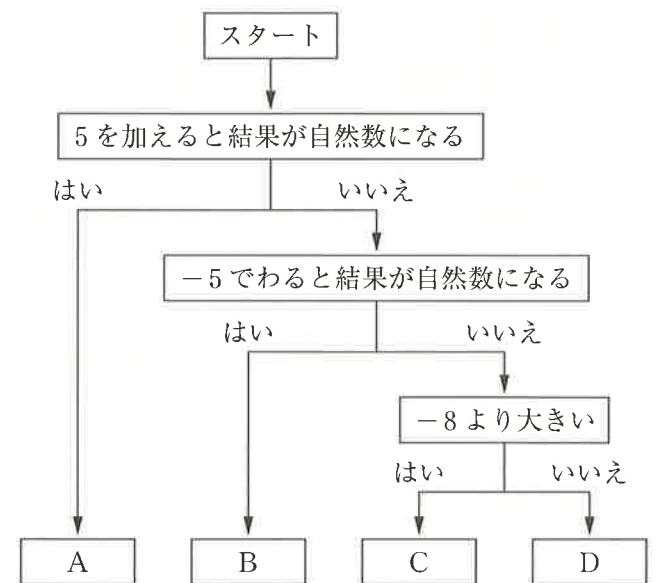 スタート
5を加えると結果が自然数になる
はい いいえ
-5でわると結果が自然数になる
はい いいえ
-8より大きい
はい いいえ
A B C D